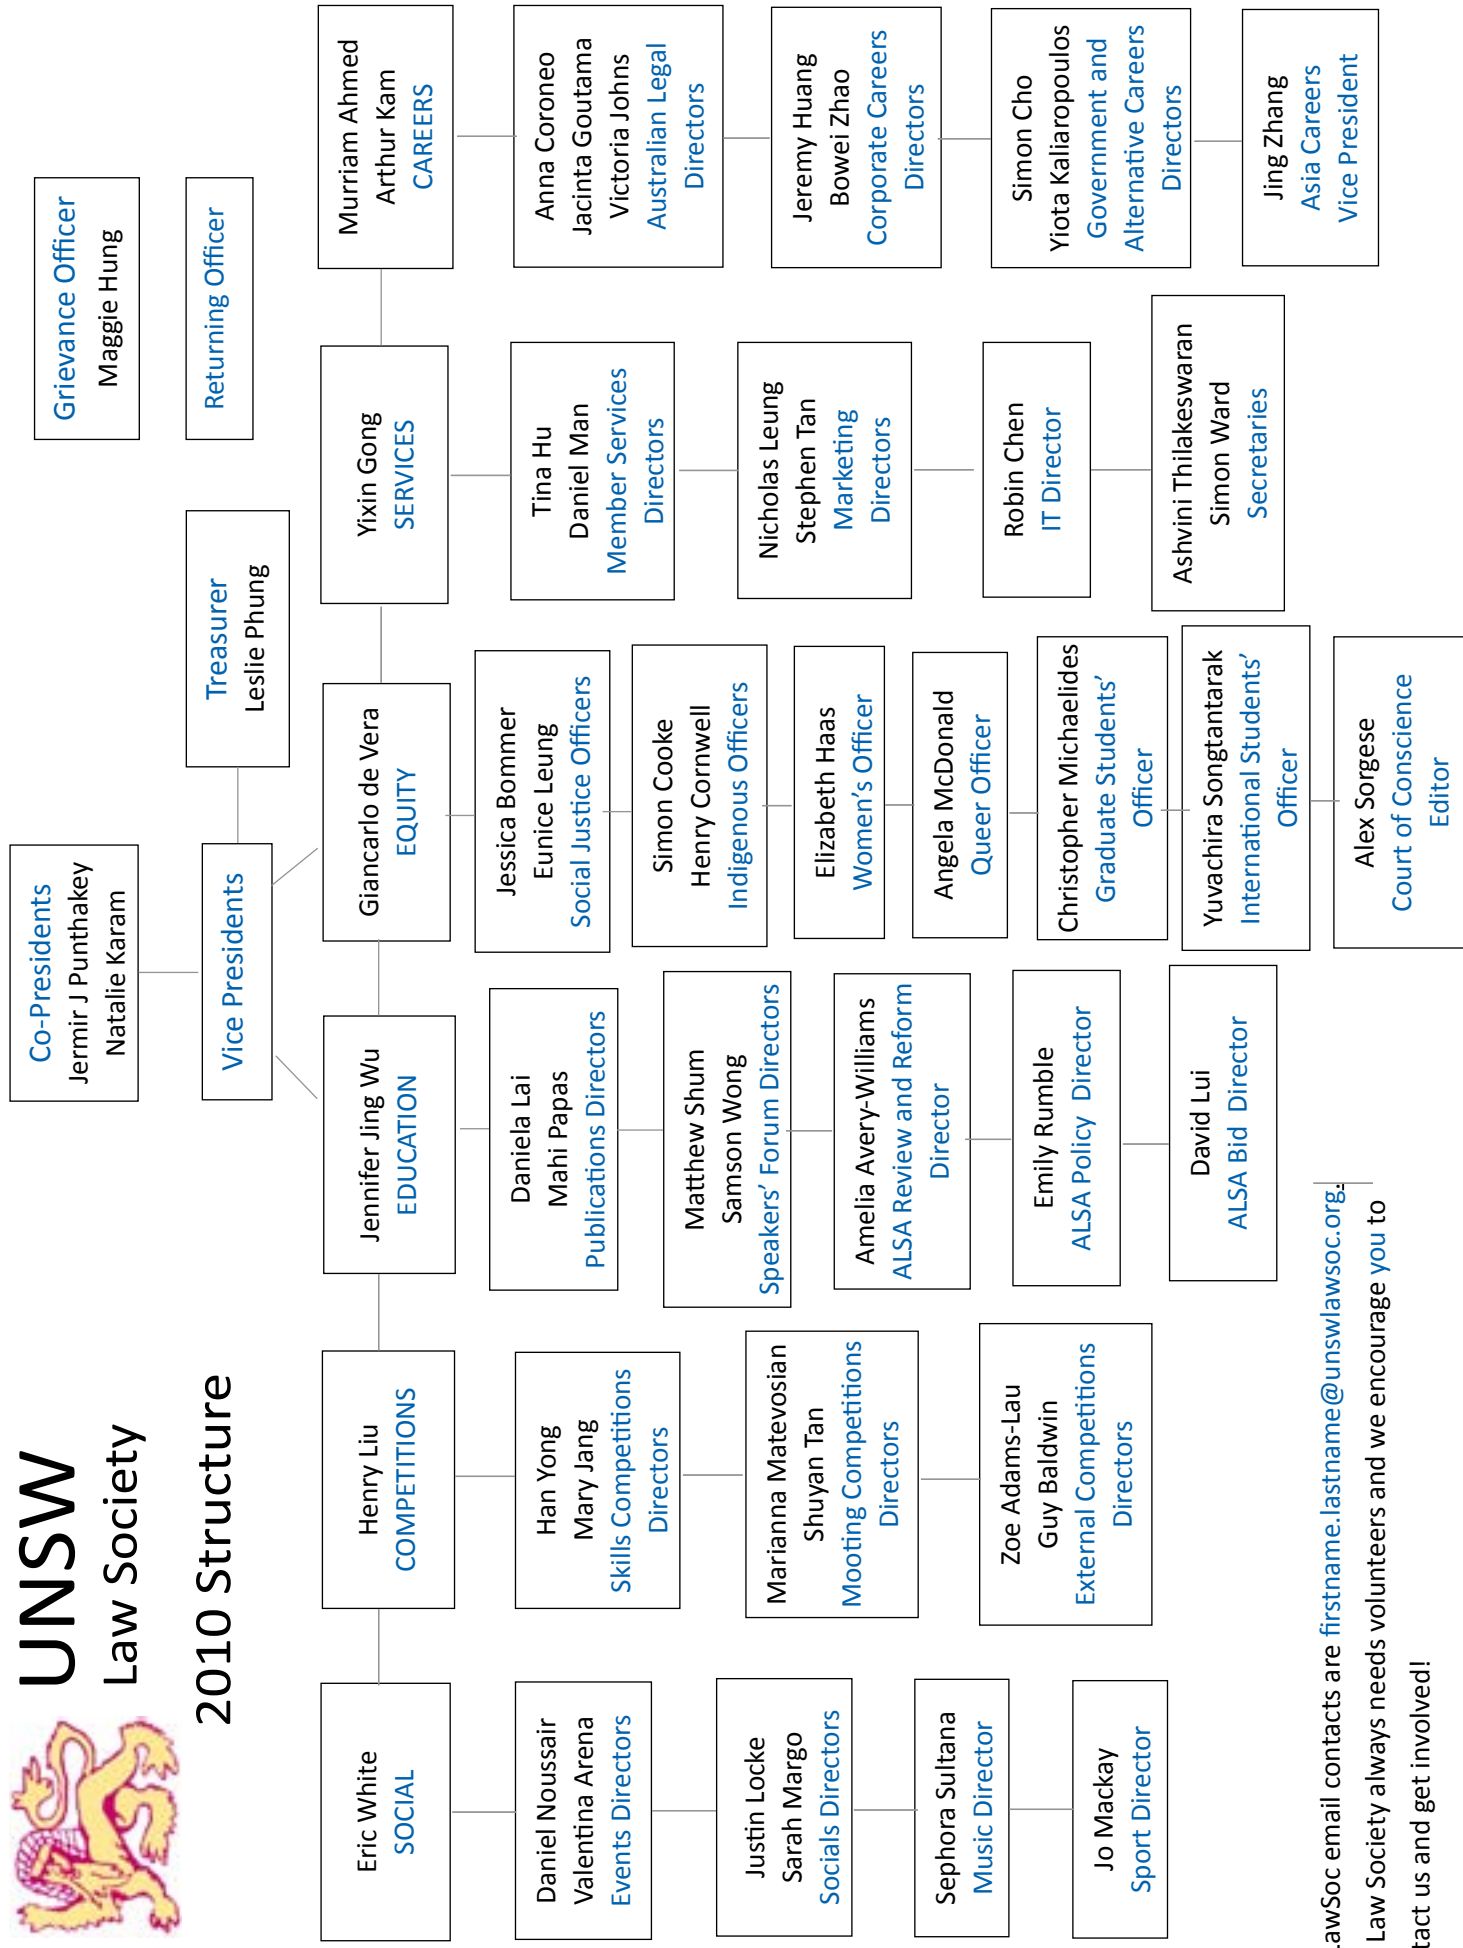 UNSW
Law Society
2010 Structure
Co-Presidents
Jermir J Punthakey
Natalie Karam
Vice Presidents
Treasurer
Leslie Phung
Grievance Officer
Maggie Hung
Returning Officer
Eric White
SOCIAL
Daniel Noussair
Valentina Arena
Events Directors
Justin Locke
Sarah Margo
Socials Directors
Sephora Sultana
Music Director
Jo Mackay
Sport Director
Henry Liu
COMPETITIONS
Han Yong
Mary Jang
Skills Competitions
Directors
Marianna Matevosian
Shuyan Tan
Mooting Competitions
Directors
Zoe Adams-Lau
Guy Baldwin
External Competitions
Directors
Jennifer Jing Wu
EDUCATION
Daniela Lai
Mahi Papas
Publications Directors
Matthew Shum
Samson Wong
Speakers’ Forum Directors
Amelia Avery-Williams
ALSA Review and Reform
Director
Emily Rumble
ALSA Policy  Director
David Lui
ALSA Bid  Director
Giancarlo de Vera
EQUITY
Jessica Bommer
Eunice Leung
Social Justice Officers
Simon Cooke
Henry Cornwell
Indigenous Officers
Elizabeth Haas
Women’s Officer
Angela McDonald
Queer Officer
Christopher Michaelides
Graduate Students’
Officer
Yuvachira Songtantarak
International Students’
Officer
Alex Sorgese
Court of Conscience
Editor
Yixin Gong
SERVICES
Tina Hu
Daniel Man
Member Services
Directors
Nicholas Leung
Stephen Tan
Marketing
Directors
Robin Chen
IT Director
Ashvini Thilakeswaran
Simon Ward
Secretaries
Murriam Ahmed
Arthur Kam
CAREERS
Anna Coroneo
Jacinta Goutama
Victoria Johns
Australian Legal
Directors
Jeremy Huang
Bowei Zhao
Corporate Careers
Directors
Simon Cho
Yiota Kaliaropoulos
Government and
Alternative Careers
Directors
Jing Zhang
Asia Careers
Vice President
LawSoc email contacts are firstname.lastname@unswlawsoc.org.
Law Society always needs volunteers and we encourage you to
tact us and get involved!